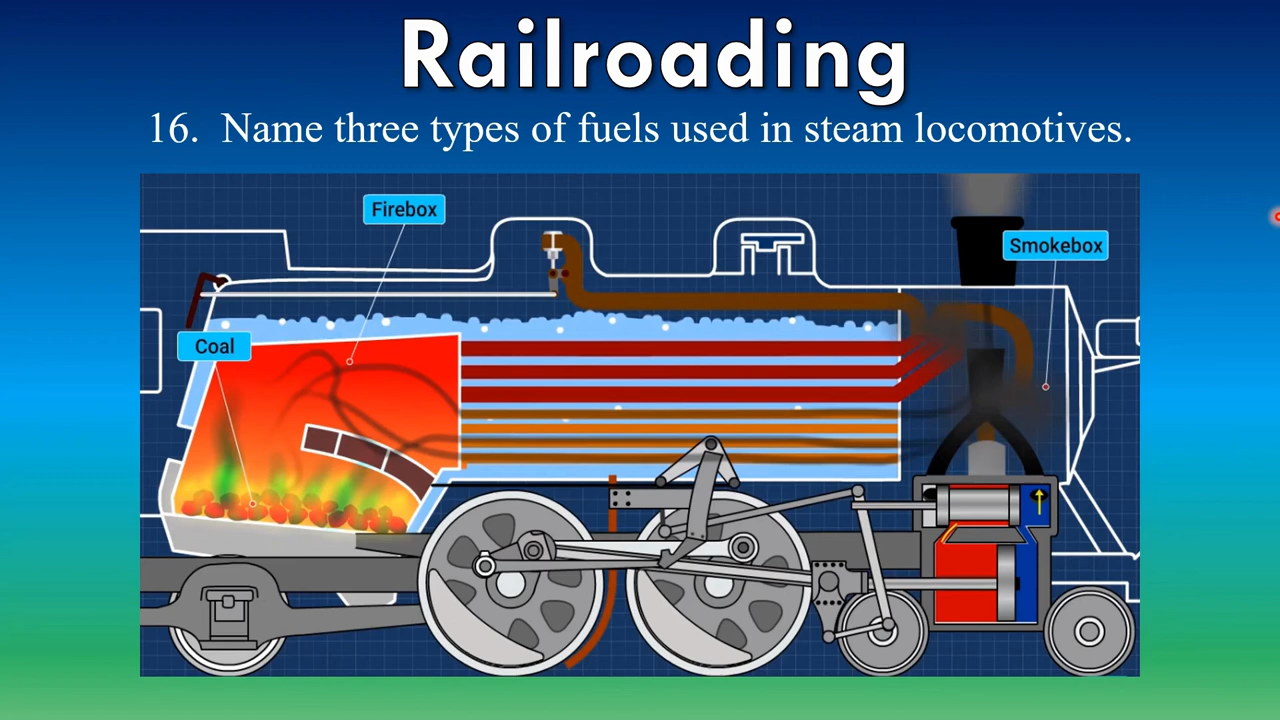 Railroading
16. Name three types of fuels used in steam locomotives.
Firebox
Smokebox
Coal